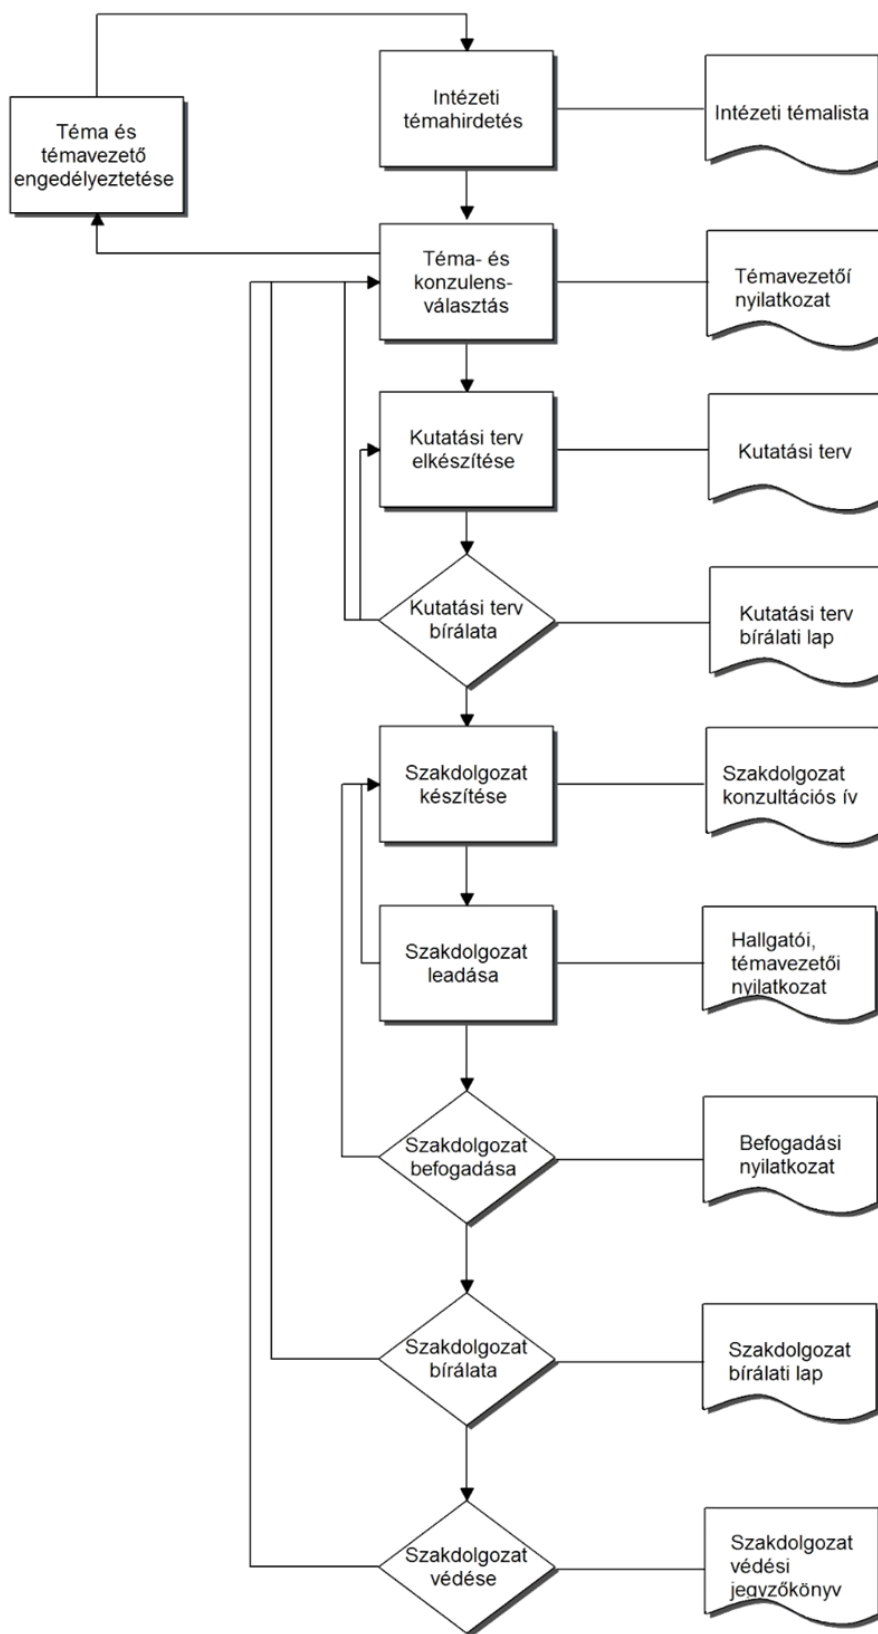 Intézeti
témahirdetés
Intézeti témalista
Téma és
témavezető
engedélyeztetése
Téma- és
konzulens-
választás
Témavezetőí
nyilatkozat
Kutatási terv
elkészítése
Kutatási terv
Kutatási terv
bírálata
Kutatási terv
bírálati lap
Szakdolgozat
készítése
Szakdolgozat
konzultációs ív
Szakdolgozat
leadása
Hallgatói,
témavezetői
nyilatkozat
Szakdolgozat
befogadása
Befogadási
nyilatkozat
Szakdolgozat
bírálata
Szakdolgozat
bírálati lap
Szakdolgozat
védése
Szakdolgozat
védési
jegyzőkönyv